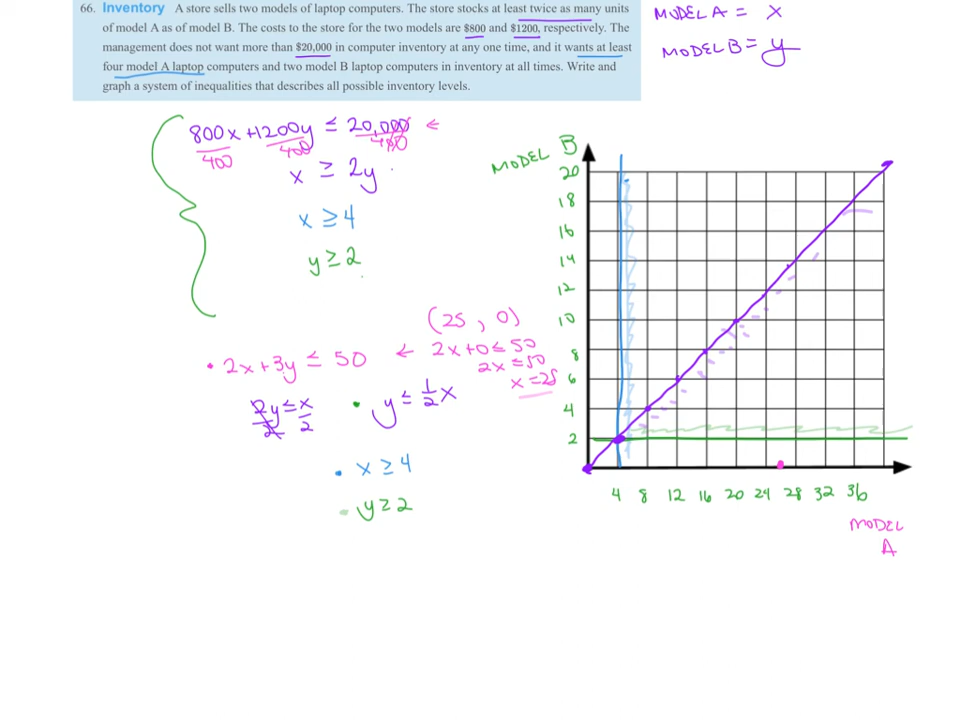 66. Inventory A store sells two models of laptop computers. The store stocks at least twice as many units
of model A as of model B. The costs to the store for the two models are $800 and $1200, respectively. The
management does not want more than $20,000 in computer inventory at any one time, and it wants at least
four model A laptop computers and two model B laptop computers in inventory at all times. Write and
graph a system of inequalities that describes all possible inventory levels.
MODEL A = X
MODEL B = y
800x + 1200y ≤ 20,000 ←
400 400 400
x ≥ 2y
x ≥ 4
y ≥ 2
(25, 0)
• 2x + 3y ≤ 50 ← 2x + 0 ≤ 50
2x ≤ 50
x = 25
2y ≤ x
2 2
• y ≤ 1/2 x
• x ≥ 4
• y ≥ 2
MODEL B
20
18
16
14
12
10
8
6
4
2
4 8 12 16 20 24 28 32 36
MODEL
A